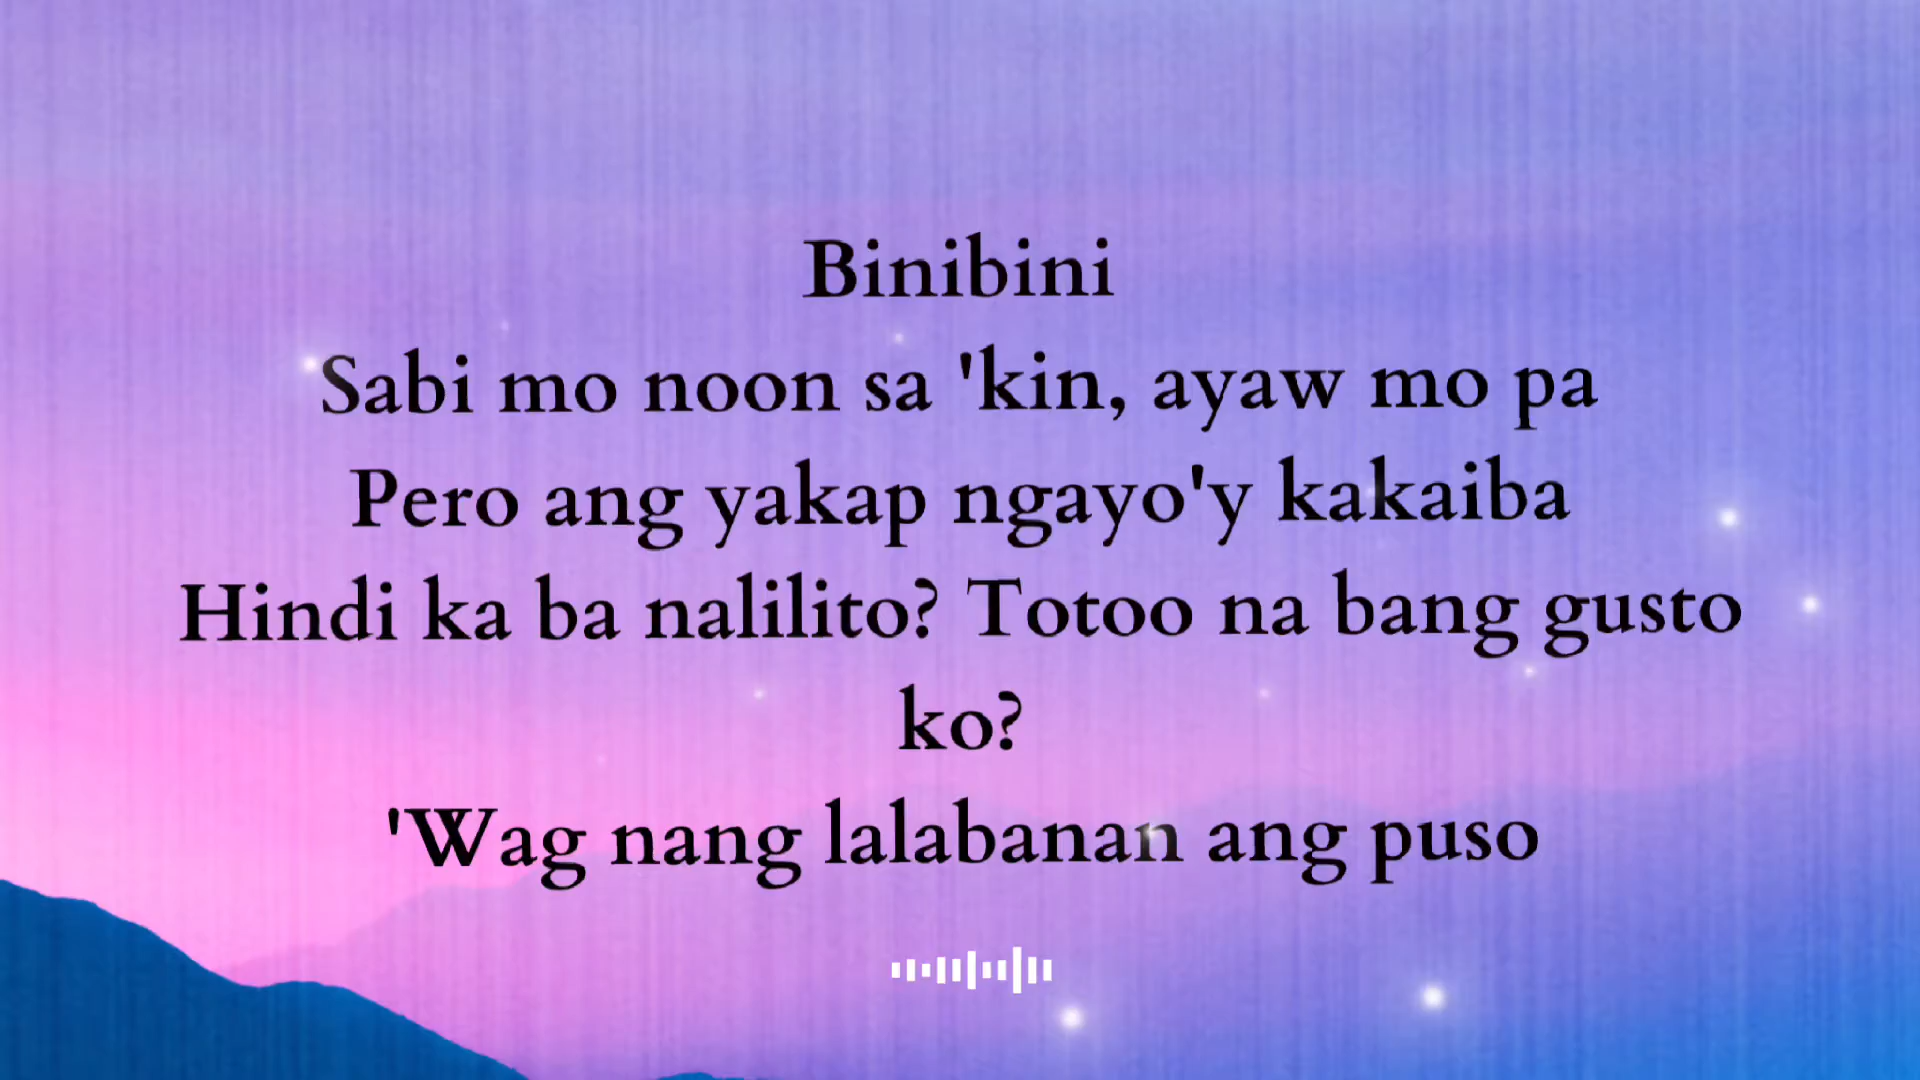 Binibini
Sabi mo noon sa 'kin, ayaw mo pa
Pero ang yakap ngayo'y kakaiba
Hindi ka ba nalilito? Totoo na bang gusto
ko?
'Wag nang lalabanan ang puso